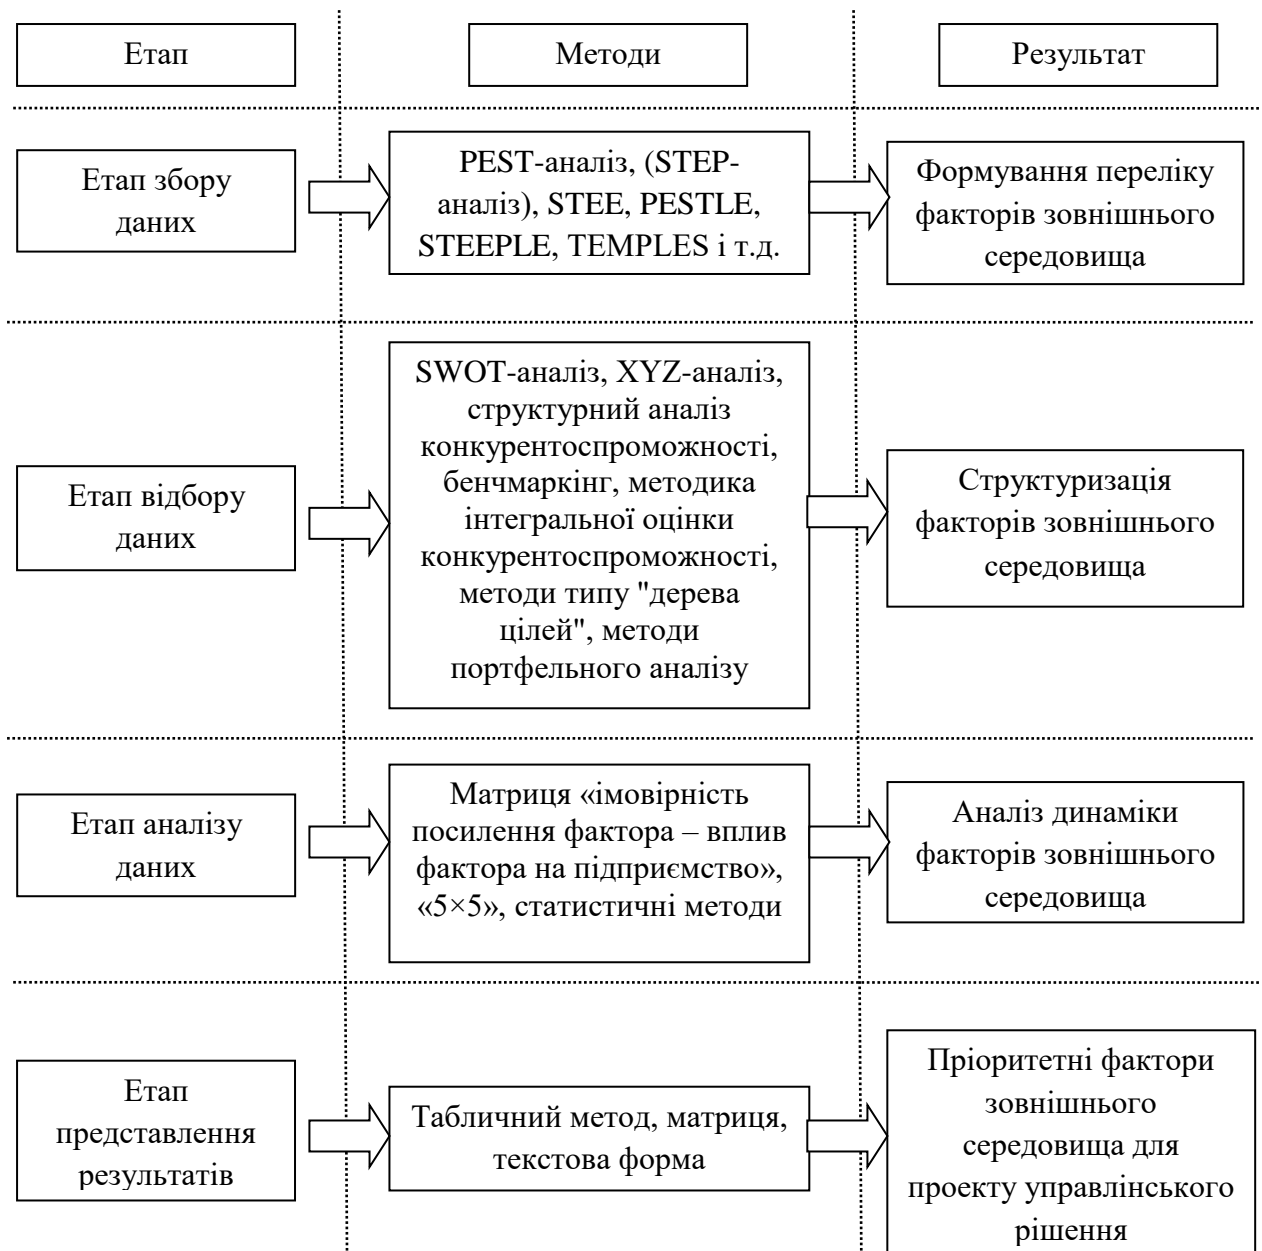 Етап
Методи
Результат
Етап збору
даних
PEST-аналіз, (STEP-
аналіз), STEE, PESTLE,
STEEPLE, TEMPLES і т.д.
Формування переліку
факторів зовнішнього
середовища
Етап відбору
даних
SWOT-аналіз, XYZ-аналіз,
структурний аналіз
конкурентоспроможності,
бенчмаркінг, методика
інтегральної оцінки
конкурентоспроможності,
методи типу "дерева
цілей", методи
портфельного аналізу
Структуризація
факторів зовнішнього
середовища
Етап аналізу
даних
Матриця «імовірність
посилення фактора – вплив
фактора на підприємство»,
«5×5», статистичні методи
Аналіз динаміки
факторів зовнішнього
середовища
Етап
представлення
результатів
Табличний метод, матриця,
текстова форма
Пріоритетні фактори
зовнішнього
середовища для
проекту управлінського
рішення